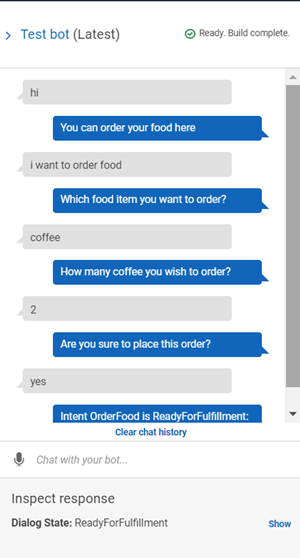 Test bot (Latest)
Ready. Build complete.
hi
You can order your food here
i want to order food
Which food item you want to order?
coffee
How many coffee you wish to order?
2
Are you sure to place this order?
yes
Intent OrderFood is ReadyForFulfillment:
Clear chat history
Chat with your bot...
Inspect response
Dialog State: ReadyForFulfillment
Show